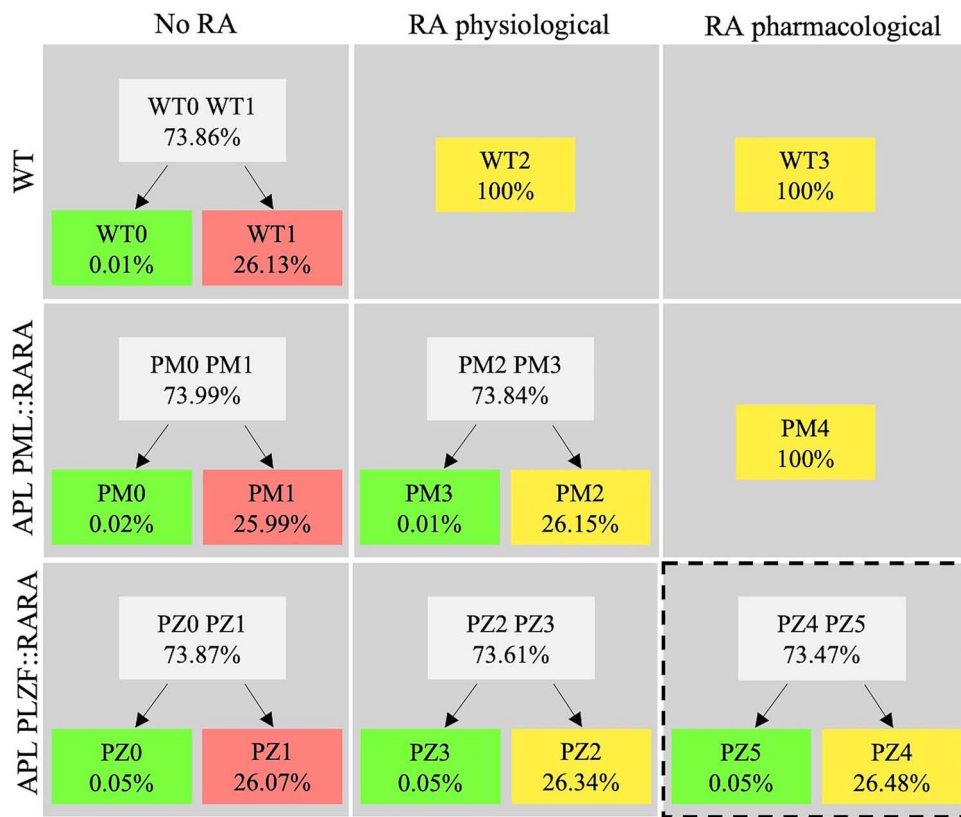 No RA
RA physiological
RA pharmacological
WT
WT0 WT1
73.86%
WT0
0.01%
WT1
26.13%
WT2
100%
WT3
100%
APL PML::RARA
PM0 PM1
73.99%
PM0
0.02%
PM1
25.99%
PM2 PM3
73.84%
PM3
0.01%
PM2
26.15%
PM4
100%
APL PLZF::RARA
PZ0 PZ1
73.87%
PZ0
0.05%
PZ1
26.07%
PZ2 PZ3
73.61%
PZ3
0.05%
PZ2
26.34%
PZ4 PZ5
73.47%
PZ5
0.05%
PZ4
26.48%